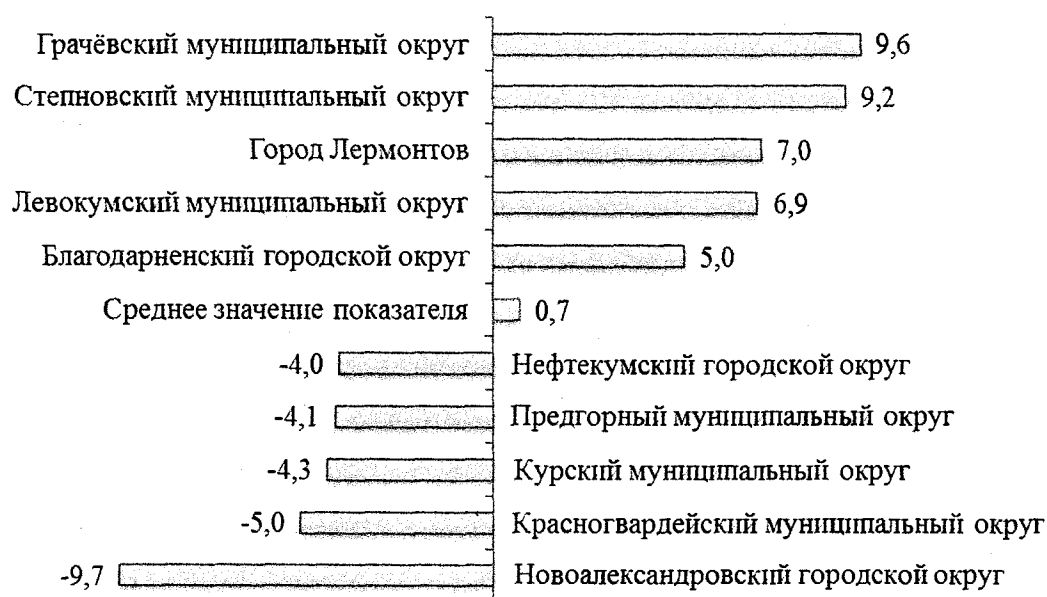 Грачёвский муниципальный округ 9,6
Степновский муниципальный округ 9,2
Город Лермонтов 7,0
Левокумский муниципальный округ 6,9
Благодарненский городской округ 5,0
Среднее значение показателя 0,7
-4,0 Нефтекумский городской округ
-4,1 Предгорный муниципальный округ
-4,3 Курский муниципальный округ
-5,0 Красногвардейский муниципальный округ
-9,7 Новоалександровский городской округ